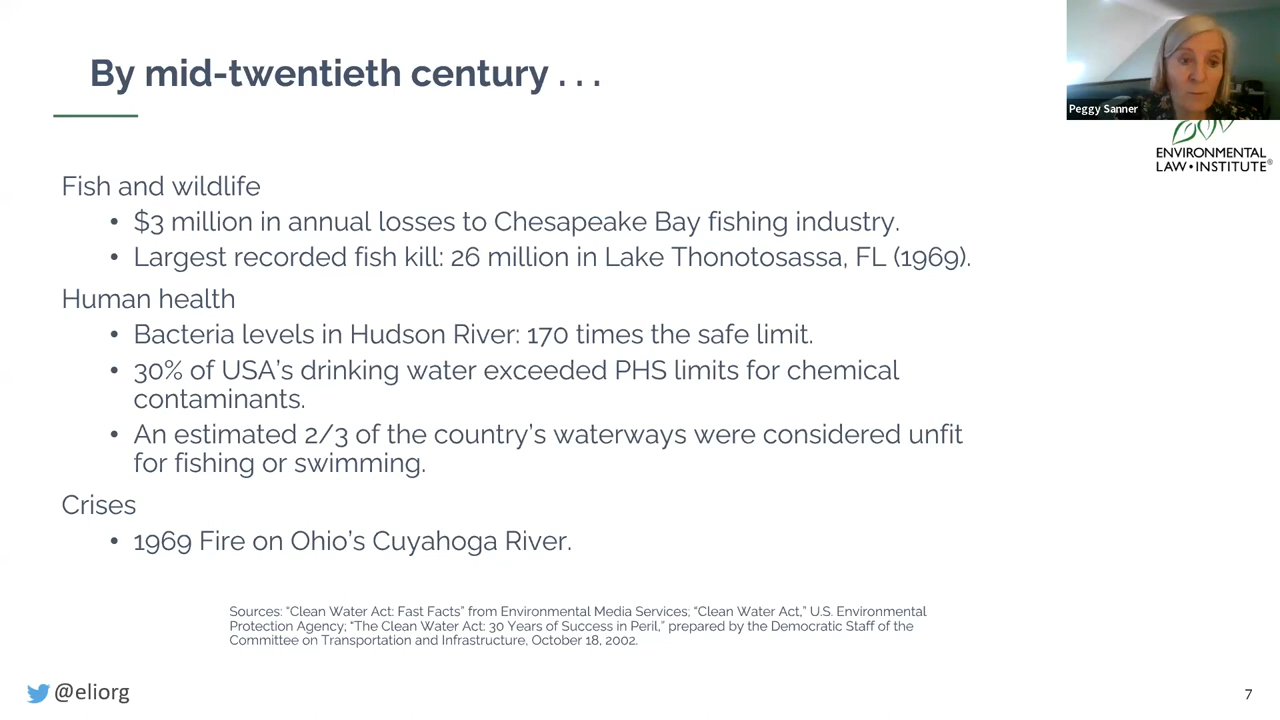 By mid-twentieth century . . .
Peggy Sanner
ENVIRONMENTAL
LAW•INSTITUTE®
Fish and wildlife
• $3 million in annual losses to Chesapeake Bay fishing industry.
• Largest recorded fish kill: 26 million in Lake Thonotosassa, FL (1969).
Human health
• Bacteria levels in Hudson River: 170 times the safe limit.
• 30% of USA’s drinking water exceeded PHS limits for chemical
contaminants.
• An estimated 2/3 of the country’s waterways were considered unfit
for fishing or swimming.
Crises
• 1969 Fire on Ohio’s Cuyahoga River.
Sources: “Clean Water Act: Fast Facts” from Environmental Media Services; “Clean Water Act,” U.S. Environmental
Protection Agency; “The Clean Water Act: 30 Years of Success in Peril,” prepared by the Democratic Staff of the
Committee on Transportation and Infrastructure, October 18, 2002.
@eliorg
7